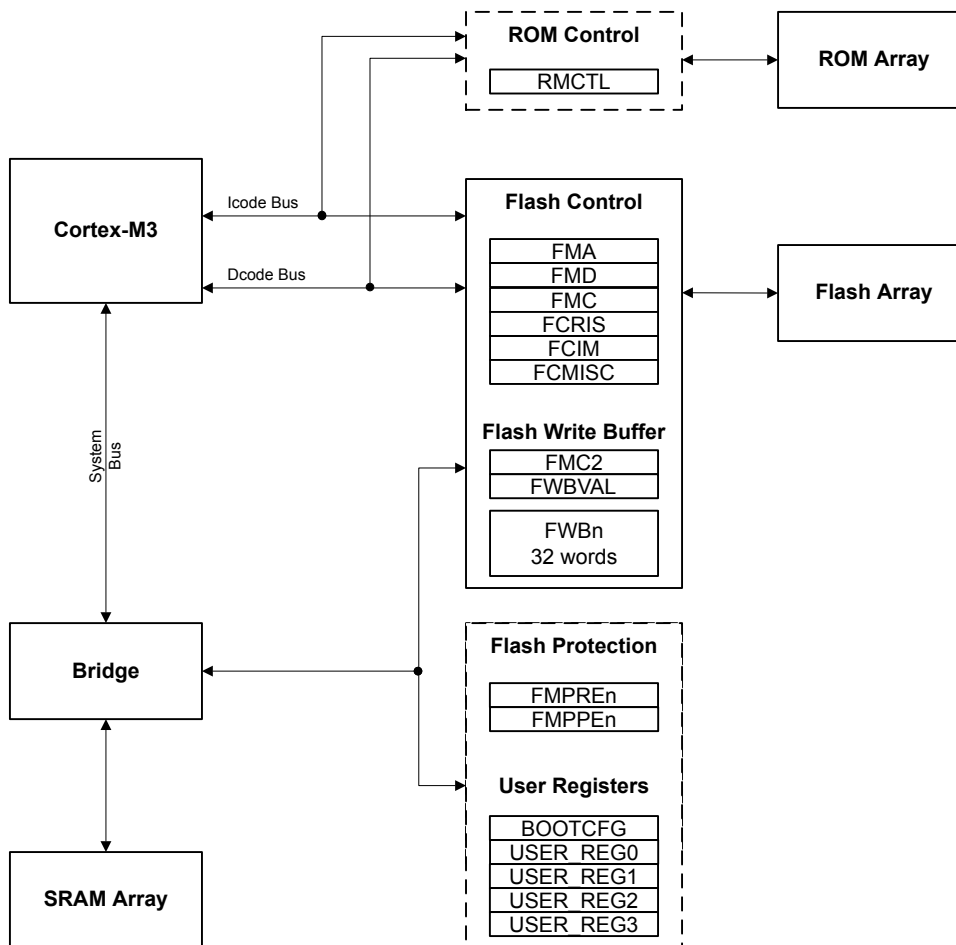 ROM Control
RMCTL
ROM Array
Cortex-M3
Icode Bus
Dcode Bus
System
Bus
Flash Control
FMA
FMD
FMC
FCRIS
FCIM
FCMISC
Flash Array
Flash Write Buffer
FMC2
FWBVAL
FWBn
32 words
Bridge
Flash Protection
FMPREn
FMPPEn
User Registers
BOOTCFG
USER_REG0
USER_REG1
USER_REG2
USER_REG3
SRAM Array